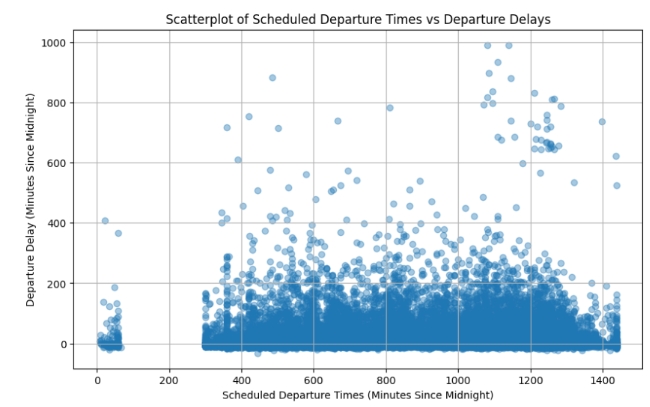 Scatterplot of Scheduled Departure Times vs Departure Delays
1000
800
600
400
200
0
Departure Delay (Minutes Since Midnight)
0 200 400 600 800 1000 1200 1400
Scheduled Departure Times (Minutes Since Midnight)